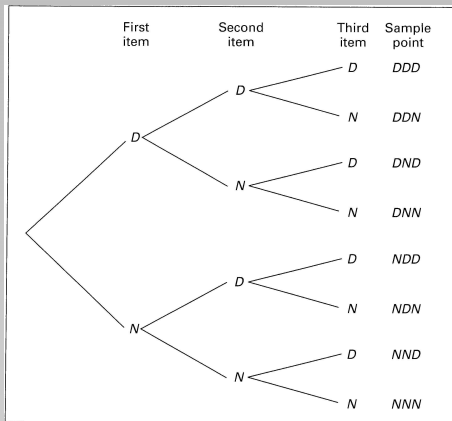 First item Second item Third item Sample point
D DDD
D
N DDN
D
D DND
N
N DNN
D NDD
D
N NDN
N
D NND
N
N NNN